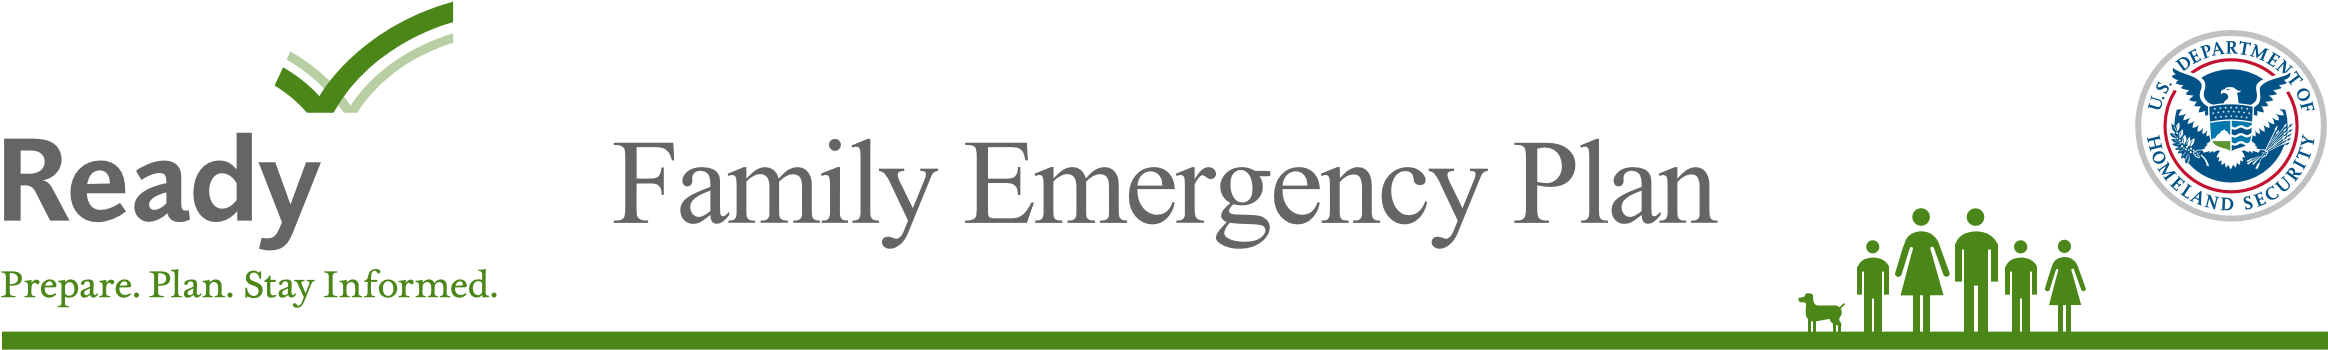 Ready
Prepare. Plan. Stay Informed.
Family Emergency Plan
U.S. DEPARTMENT OF
HOMELAND SECURITY